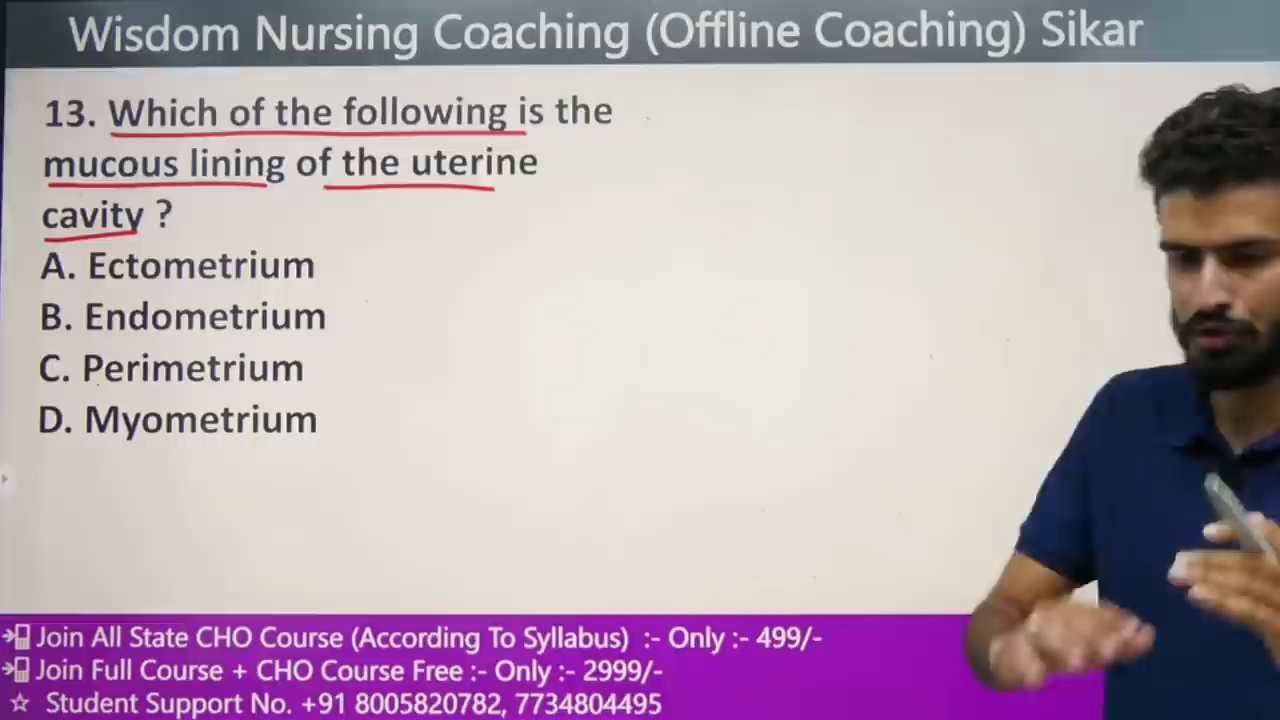 Wisdom Nursing Coaching (Offline Coaching) Sikar
13. Which of the following is the
mucous lining of the uterine
cavity ?
A. Ectometrium
B. Endometrium
C. Perimetrium
D. Myometrium
Join All State CHO Course (According To Syllabus) :- Only :- 499/-
Join Full Course + CHO Course Free :- Only :- 2999/-
☆ Student Support No. +91 8005820782, 7734804495